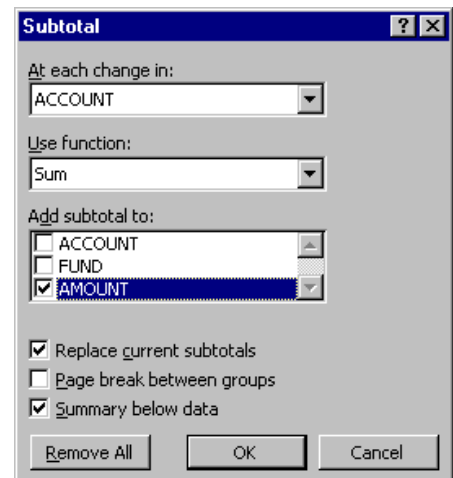 Subtotal
At each change in:
ACCOUNT
Use function:
Sum
Add subtotal to:
ACCOUNT
FUND
AMOUNT
Replace current subtotals
Page break between groups
Summary below data
Remove All OK Cancel